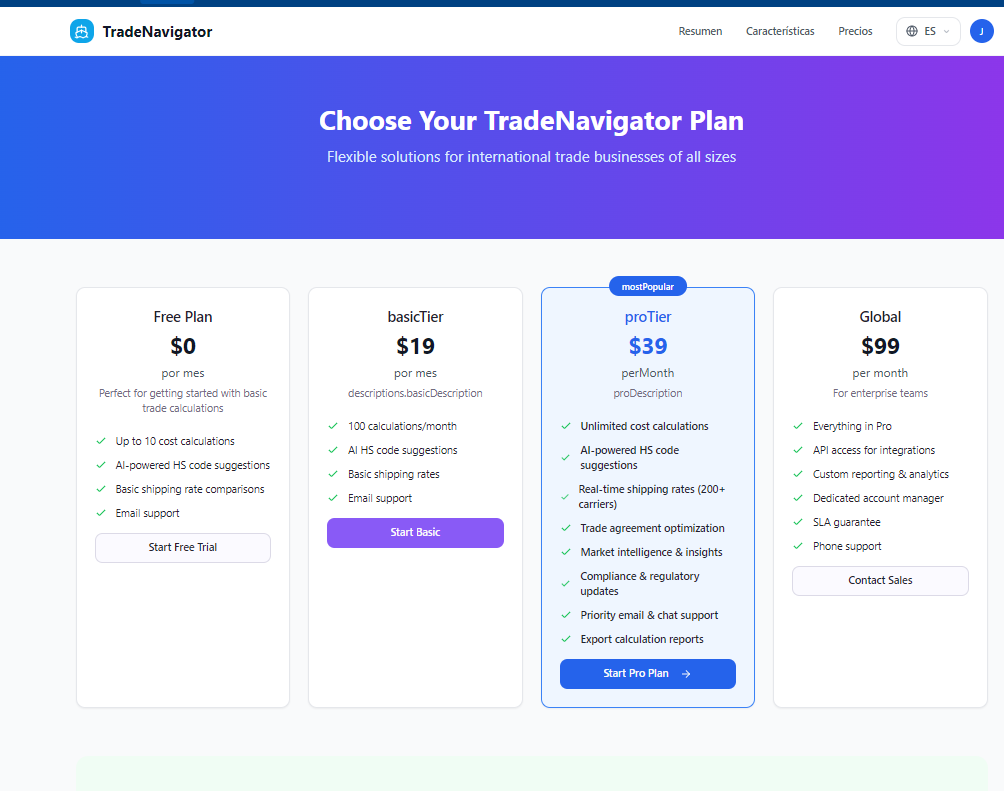 TradeNavigator
Resumen
Características
Precios
ES
J
Choose Your TradeNavigator Plan
Flexible solutions for international trade businesses of all sizes
Free Plan
$0
por mes
Perfect for getting started with basic
trade calculations
Up to 10 cost calculations
AI-powered HS code suggestions
Basic shipping rate comparisons
Email support
Start Free Trial
basicTier
$19
por mes
descriptions.basicDescription
100 calculations/month
AI HS code suggestions
Basic shipping rates
Email support
Start Basic
mostPopular
proTier
$39
perMonth
proDescription
Unlimited cost calculations
AI-powered HS code
suggestions
Real-time shipping rates (200+
carriers)
Trade agreement optimization
Market intelligence & insights
Compliance & regulatory
updates
Priority email & chat support
Export calculation reports
Start Pro Plan
Global
$99
per month
For enterprise teams
Everything in Pro
API access for integrations
Custom reporting & analytics
Dedicated account manager
SLA guarantee
Phone support
Contact Sales